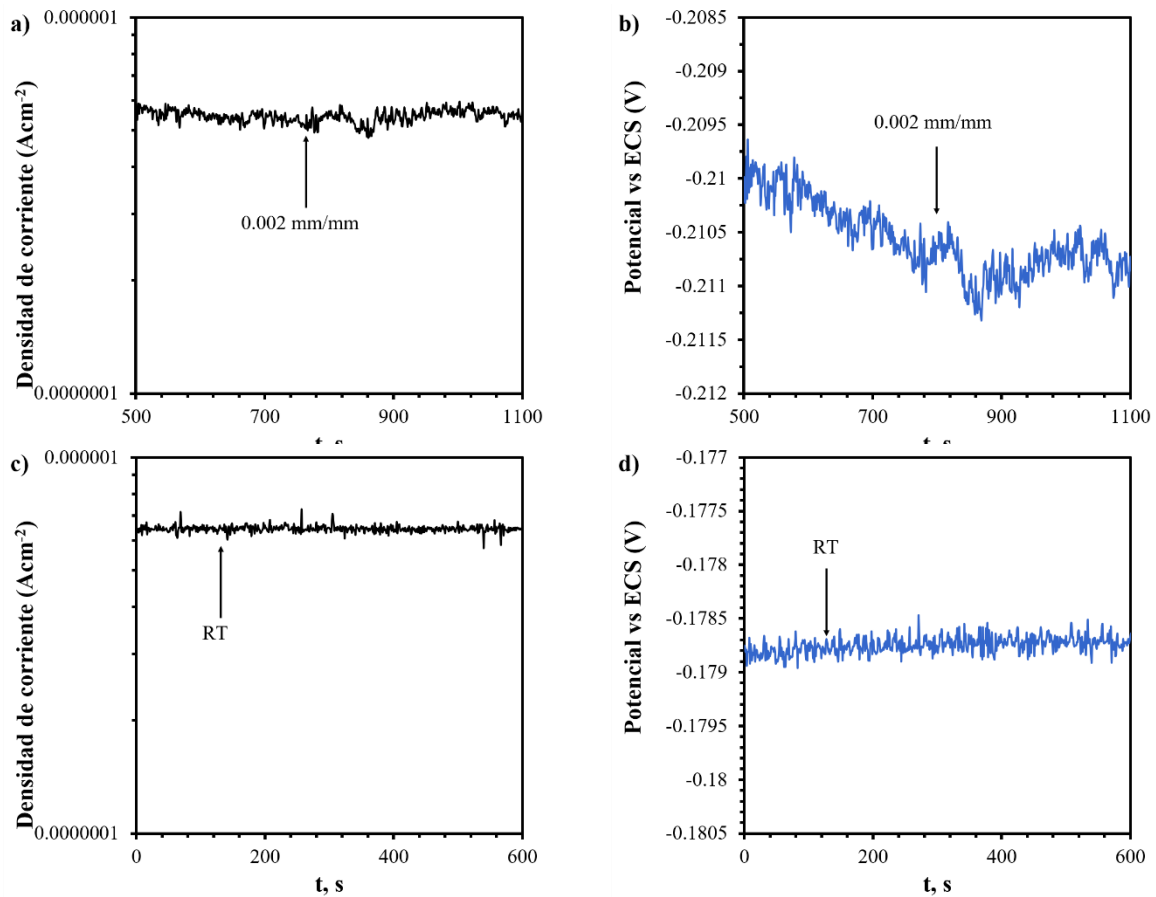 a)
Densidad de corriente (Acm-2)
0.000001
0.0000001
0.002 mm/mm
500 700 900 1100
t, s
b)
Potencial vs ECS (V)
-0.2085
-0.209
-0.2095
-0.21
-0.2105
-0.211
-0.2115
-0.212
0.002 mm/mm
500 700 900 1100
t, s
c)
Densidad de corriente (Acm-2)
0.000001
0.0000001
RT
0 200 400 600
t, s
d)
Potencial vs ECS (V)
-0.177
-0.1775
-0.178
-0.1785
-0.179
-0.1795
-0.18
-0.1805
RT
0 200 400 600
t, s